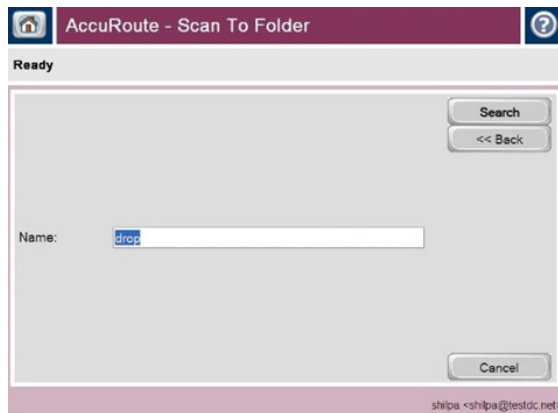 AccuRoute - Scan To Folder
Ready
Search
<< Back
Name: drop
Cancel
shilpa <shilpa@testdc.net>